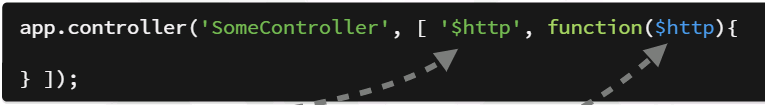 app.controller('SomeController', [ '$http', function($http){
} ]);